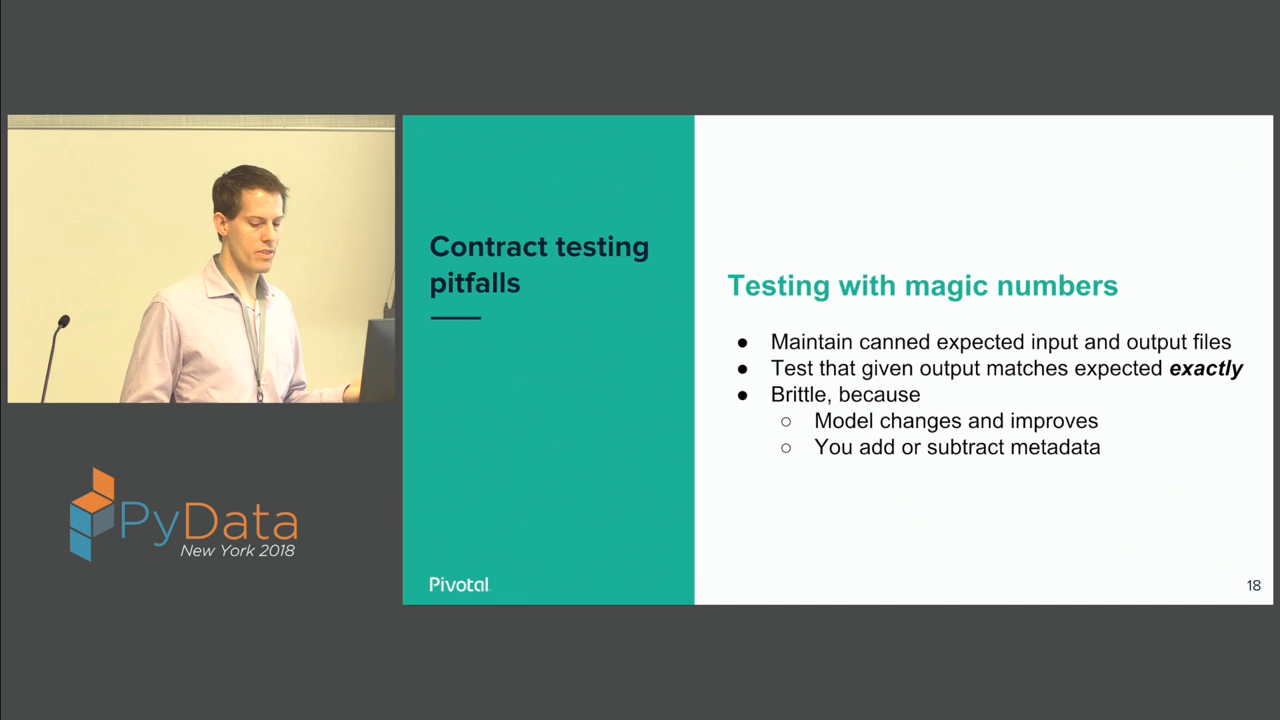 Contract testing
pitfalls
Testing with magic numbers
● Maintain canned expected input and output files
● Test that given output matches expected exactly
● Brittle, because
○ Model changes and improves
○ You add or subtract metadata
Pivotal
18
PyData
New York 2018